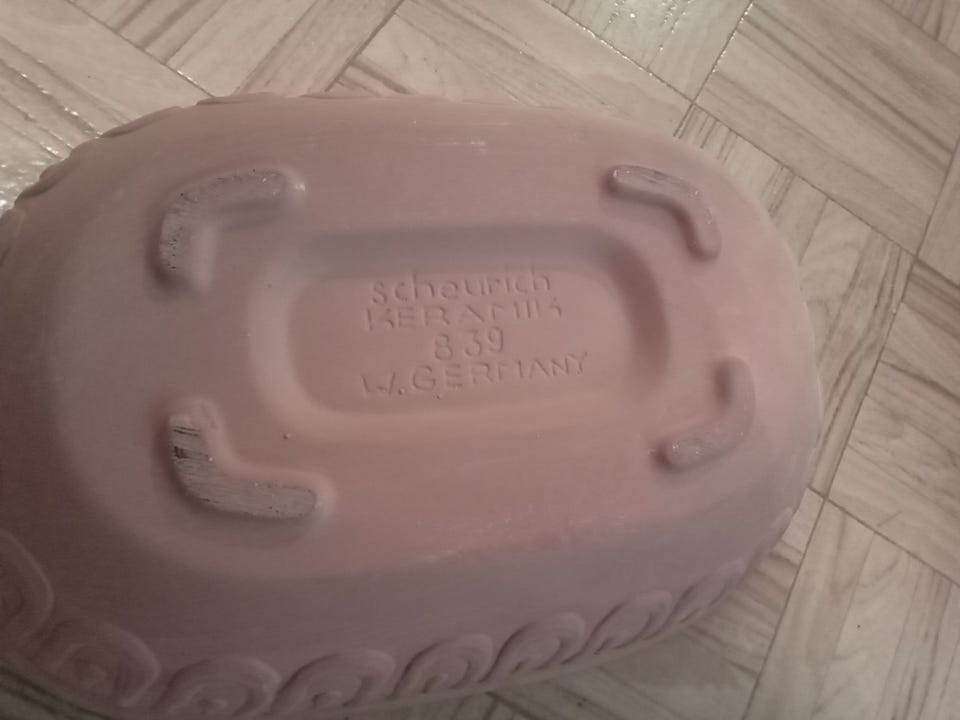 scheurich
KERAMIK
839
W. GERMANY